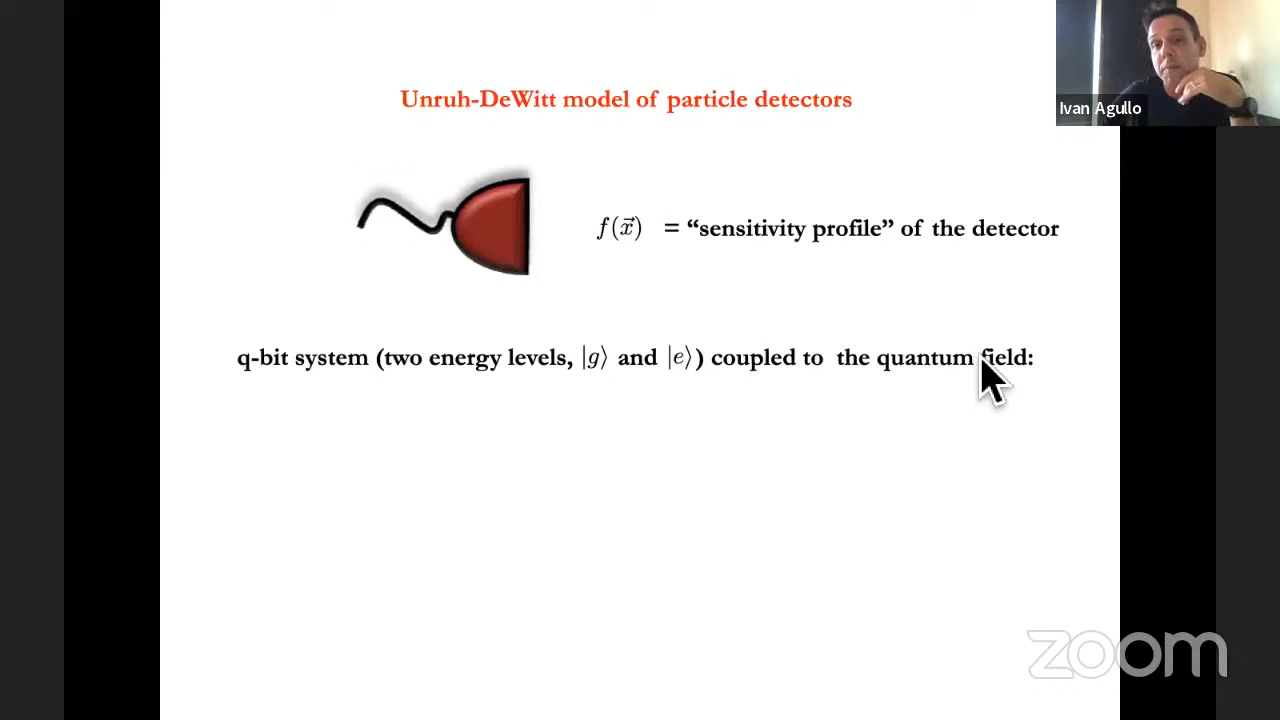 Unruh-DeWitt model of particle detectors
Ivan Agullo
f(x⃗) = “sensitivity profile” of the detector
q-bit system (two energy levels, |g⟩ and |e⟩) coupled to the quantum field:
zoom